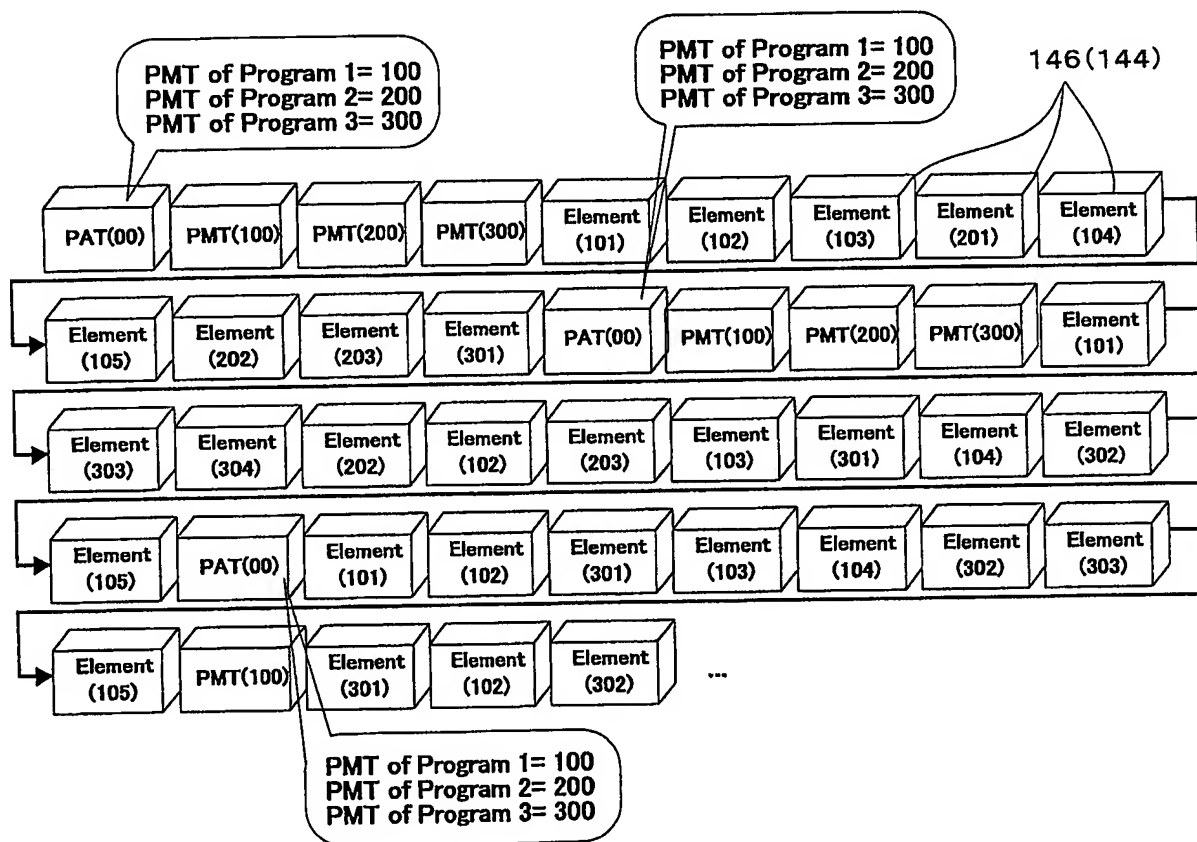 PMT of Program 1= 100
PMT of Program 2= 200
PMT of Program 3= 300
PMT of Program 1= 100
PMT of Program 2= 200
PMT of Program 3= 300
146(144)
PAT(00)
PMT(100)
PMT(200)
PMT(300)
Element
(101)
Element
(102)
Element
(103)
Element
(201)
Element
(104)
Element
(105)
Element
(202)
Element
(203)
Element
(301)
PAT(00)
PMT(100)
PMT(200)
PMT(300)
Element
(101)
Element
(303)
Element
(304)
Element
(202)
Element
(102)
Element
(203)
Element
(103)
Element
(301)
Element
(104)
Element
(302)
Element
(105)
PAT(00)
Element
(101)
Element
(102)
Element
(301)
Element
(103)
Element
(104)
Element
(302)
Element
(303)
Element
(105)
PMT(100)
Element
(301)
Element
(102)
Element
(302)
...
PMT of Program 1= 100
PMT of Program 2= 200
PMT of Program 3= 300